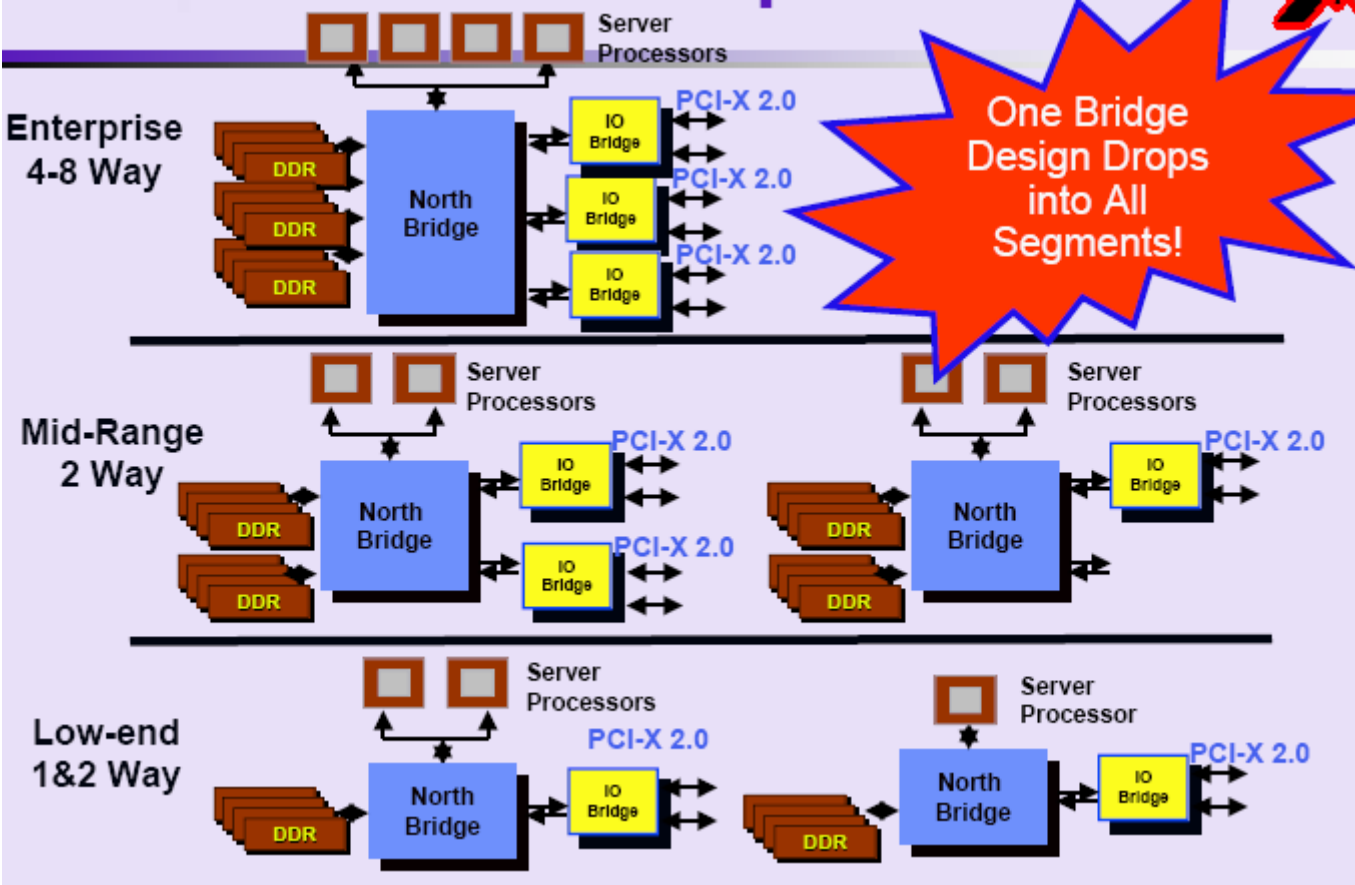 Server
Processors
Enterprise
4-8 Way
DDR
DDR
DDR
North
Bridge
IO
Bridge
PCI-X 2.0
IO
Bridge
PCI-X 2.0
IO
Bridge
PCI-X 2.0
One Bridge
Design Drops
into All
Segments!
Mid-Range
2 Way
Server
Processors
DDR
DDR
North
Bridge
IO
Bridge
PCI-X 2.0
IO
Bridge
PCI-X 2.0
Server
Processors
DDR
DDR
North
Bridge
IO
Bridge
PCI-X 2.0
Low-end
1&2 Way
Server
Processors
DDR
North
Bridge
IO
Bridge
PCI-X 2.0
Server
Processor
DDR
North
Bridge
IO
Bridge
PCI-X 2.0